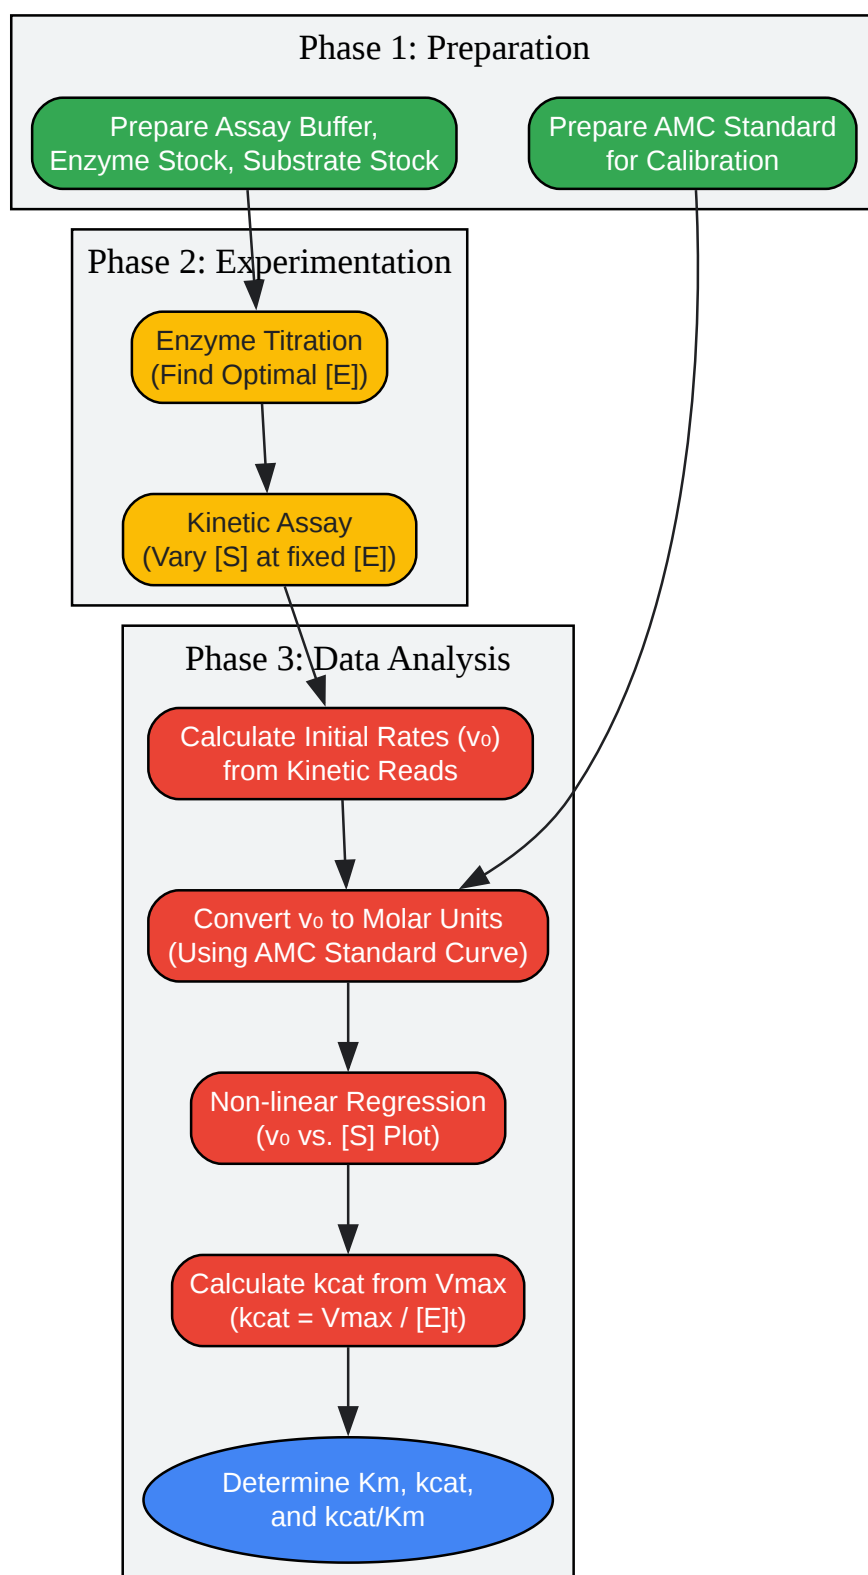 Phase 1: Preparation
Prepare Assay Buffer,
Enzyme Stock, Substrate Stock
Prepare AMC Standard
for Calibration
Phase 2: Experimentation
Enzyme Titration
(Find Optimal [E])
Kinetic Assay
(Vary [S] at fixed [E])
Phase 3: Data Analysis
Calculate Initial Rates (v₀)
from Kinetic Reads
Convert v₀ to Molar Units
(Using AMC Standard Curve)
Non-linear Regression
(v₀ vs. [S] Plot)
Calculate kcat from Vmax
(kcat = Vmax / [E]t)
Determine Km, kcat,
and kcat/Km